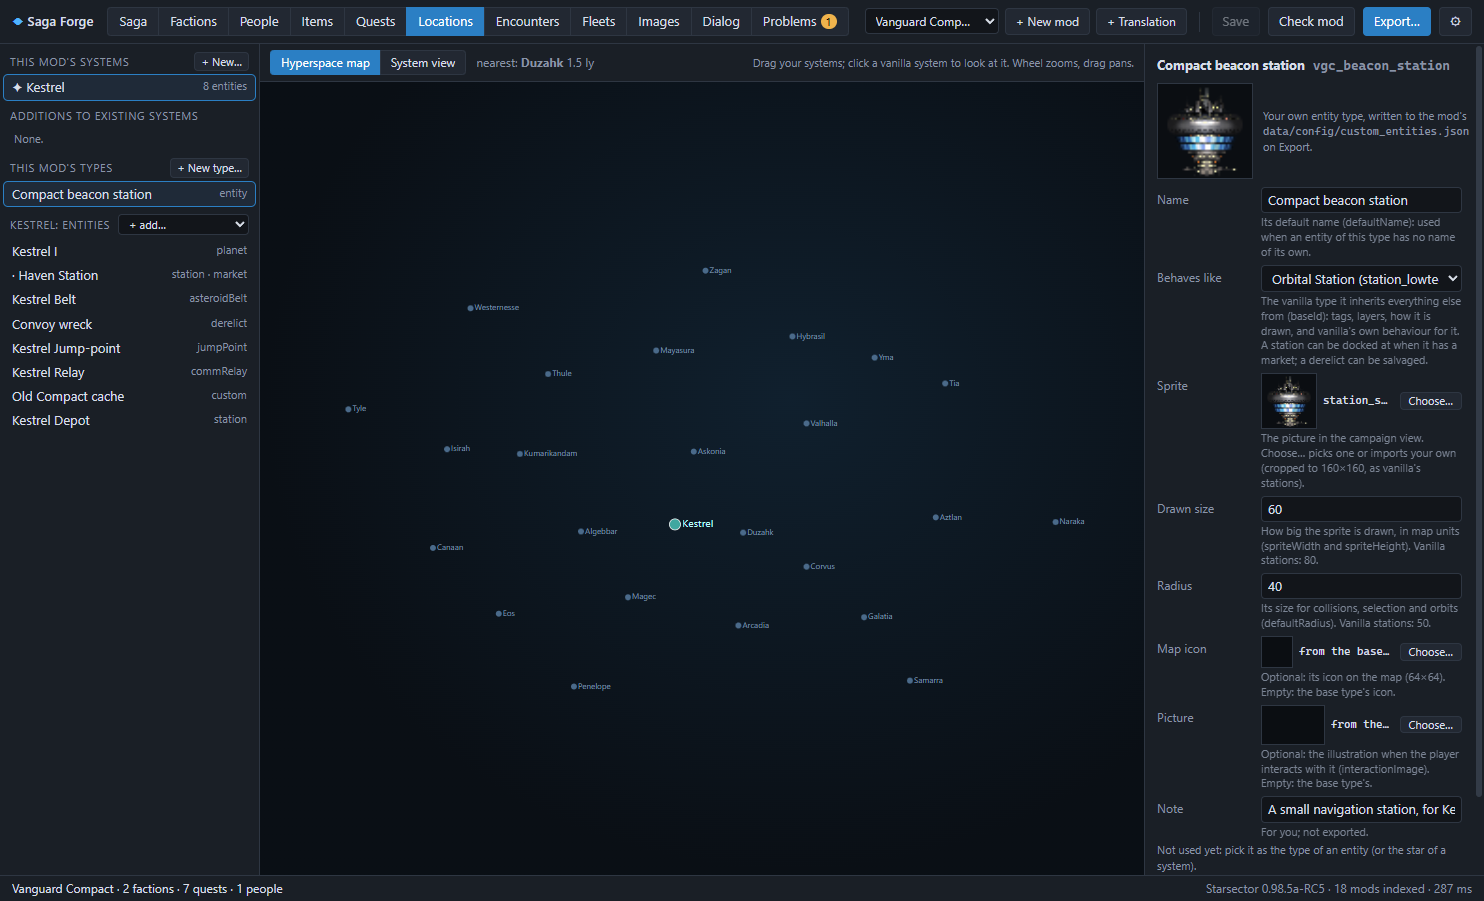 Saga Forge
Saga
Factions
People
Items
Quests
Locations
Encounters
Fleets
Images
Dialog
Problems 1
Vanguard Comp...
+ New mod
+ Translation
Save
Check mod
Export...
THIS MOD'S SYSTEMS
+ New...
Kestrel
8 entities
ADDITIONS TO EXISTING SYSTEMS
None.
THIS MOD'S TYPES
+ New type...
Compact beacon station
entity
KESTREL: ENTITIES
+ add...
Kestrel I
planet
· Haven Station
station · market
Kestrel Belt
asteroidBelt
Convoy wreck
derelict
Kestrel Jump-point
jumpPoint
Kestrel Relay
commRelay
Old Compact cache
custom
Kestrel Depot
station
Hyperspace map
System view
nearest: Duzahk 1.5 ly
Drag your systems; click a vanilla system to look at it. Wheel zooms, drag pans.
Zagan
Westernesse
Hybrasil
Mayasura
Yma
Thule
Tia
Tyle
Valhalla
Isirah
Kumarikandam
Askonia
Aztlan
Naraka
Kestrel
Algebbar
Duzahk
Canaan
Corvus
Magec
Eos
Galatia
Arcadia
Samarra
Penelope
Compact beacon station vgc_beacon_station
Your own entity type, written to the mod's
data/config/custom_entities.json
on Export.
Name
Compact beacon station
Its default name (defaultName): used
when an entity of this type has no name
of its own.
Behaves like
Orbital Station (station_lowte
The vanilla type it inherits everything else
from (baseId): tags, layers, how it is
drawn, and vanilla's own behaviour for it.
A station can be docked at when it has a
market; a derelict can be salvaged.
Sprite
station_s...
Choose...
The picture in the campaign view.
Choose... picks one or imports your own
(cropped to 160×160, as vanilla's
stations).
Drawn size
60
How big the sprite is drawn, in map units
(spriteWidth and spriteHeight). Vanilla
stations: 80.
Radius
40
Its size for collisions, selection and orbits
(defaultRadius). Vanilla stations: 50.
Map icon
from the base...
Choose...
Optional: its icon on the map (64×64).
Empty: the base type's icon.
Picture
from the...
Choose...
Optional: the illustration when the player
interacts with it (interactionImage).
Empty: the base type's.
Note
A small navigation station, for Ke
For you; not exported.
Not used yet: pick it as the type of an entity (or the star of a
system).
Vanguard Compact · 2 factions · 7 quests · 1 people
Starsector 0.98.5a-RC5 · 18 mods indexed · 287 ms